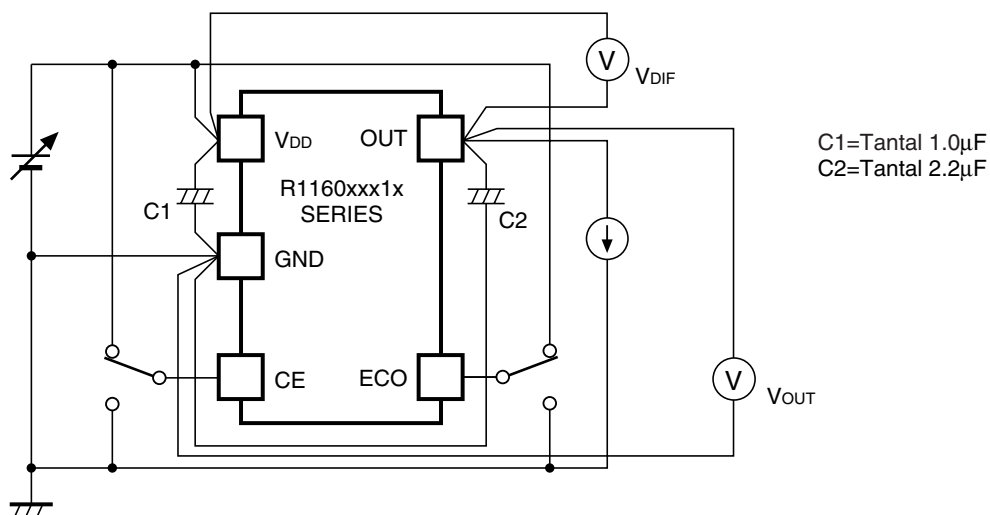 V
VDIF
VDD
OUT
C1=Tantal 1.0μF
C2=Tantal 2.2μF
R1160xxx1x
SERIES
C1
C2
GND
CE
ECO
V
VOUT